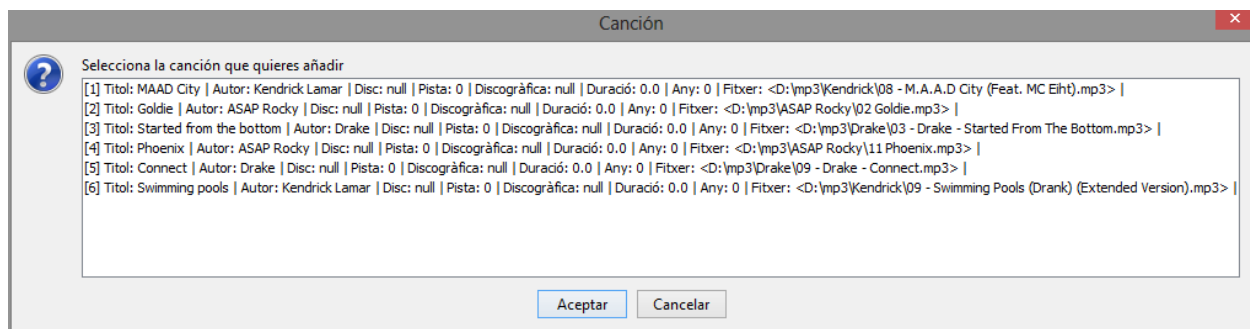 Canción
Selecciona la canción que quieres añadir
[1] Titol: MAAD City | Autor: Kendrick Lamar | Disc: null | Pista: 0 | Discogràfica: null | Duració: 0.0 | Any: 0 | Fitxer: <D:\mp3\Kendrick\08 - M.A.A.D City (Feat. MC Eiht).mp3> |
[2] Titol: Goldie | Autor: ASAP Rocky | Disc: null | Pista: 0 | Discogràfica: null | Duració: 0.0 | Any: 0 | Fitxer: <D:\mp3\ASAP Rocky\02 Goldie.mp3> |
[3] Titol: Started from the bottom | Autor: Drake | Disc: null | Pista: 0 | Discogràfica: null | Duració: 0.0 | Any: 0 | Fitxer: <D:\mp3\Drake\03 - Drake - Started From The Bottom.mp3> |
[4] Titol: Phoenix | Autor: ASAP Rocky | Disc: null | Pista: 0 | Discogràfica: null | Duració: 0.0 | Any: 0 | Fitxer: <D:\mp3\ASAP Rocky\11 Phoenix.mp3> |
[5] Titol: Connect | Autor: Drake | Disc: null | Pista: 0 | Discogràfica: null | Duració: 0.0 | Any: 0 | Fitxer: <D:\mp3\Drake\09 - Drake - Connect.mp3> |
[6] Titol: Swimming pools | Autor: Kendrick Lamar | Disc: null | Pista: 0 | Discogràfica: null | Duració: 0.0 | Any: 0 | Fitxer: <D:\mp3\Kendrick\09 - Swimming Pools (Drank) (Extended Version).mp3> |
Aceptar Cancelar